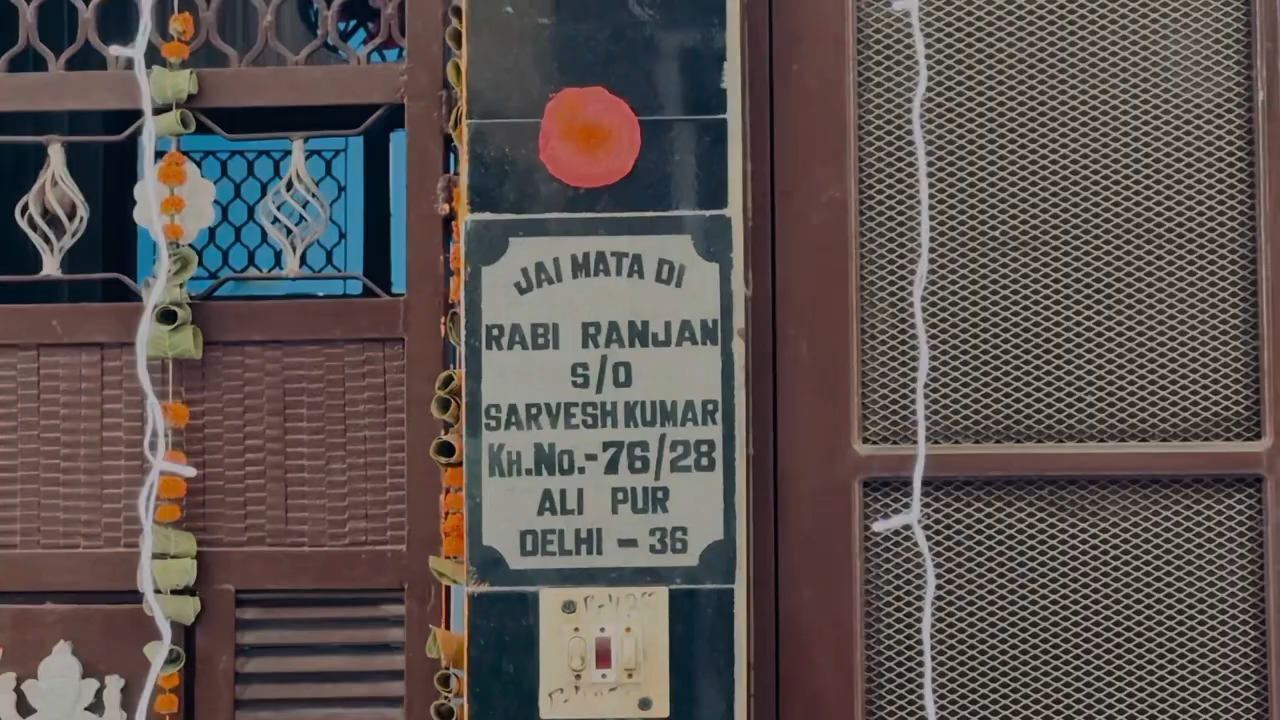 JAI MATA DI
RABI RANJAN
S/O
SARVESH KUMAR
KH.NO.-76/28
ALI PUR
DELHI - 36